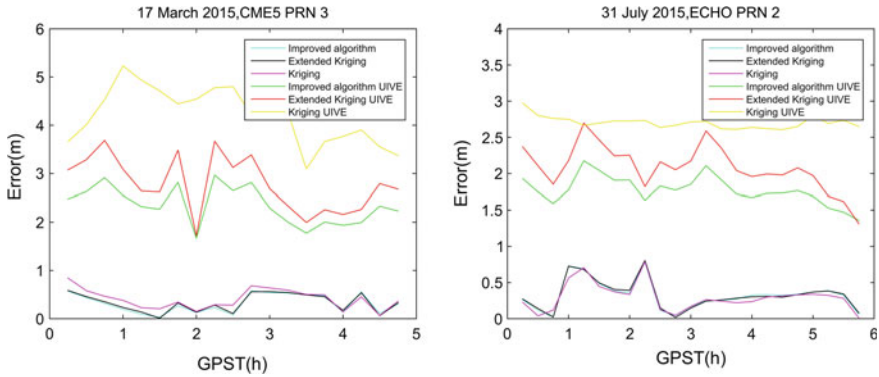 17 March 2015,CME5 PRN 3
Error(m)
6
5
4
3
2
1
0
Improved algorithm
Extended Kriging
Kriging
Improved algorithm UIVE
Extended Kriging UIVE
Kriging UIVE
0 1 2 3 4 5
GPST(h)
31 July 2015,ECHO PRN 2
Error(m)
4
3.5
3
2.5
2
1.5
1
0.5
0
Improved algorithm
Extended Kriging
Kriging
Improved algorithm UIVE
Extended Kriging UIVE
Kriging UIVE
0 1 2 3 4 5 6
GPST(h)